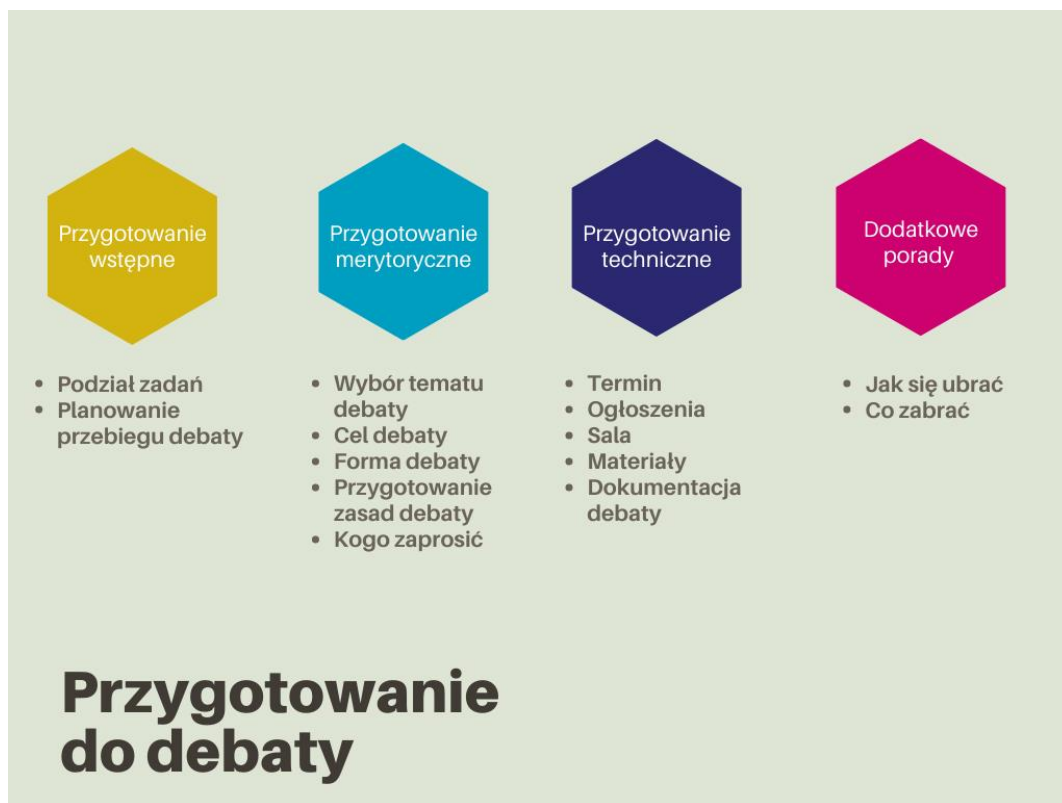 Przygotowanie
wstępne
Przygotowanie
merytoryczne
Przygotowanie
techniczne
Dodatkowe
porady
• Podział zadań
• Planowanie
przebiegu debaty
• Wybór tematu
debaty
• Cel debaty
• Forma debaty
• Przygotowanie
zasad debaty
• Kogo zaprosić
• Termin
• Ogłoszenia
• Sala
• Materiały
• Dokumentacja
debaty
• Jak się ubrać
• Co zabrać
Przygotowanie
do debaty